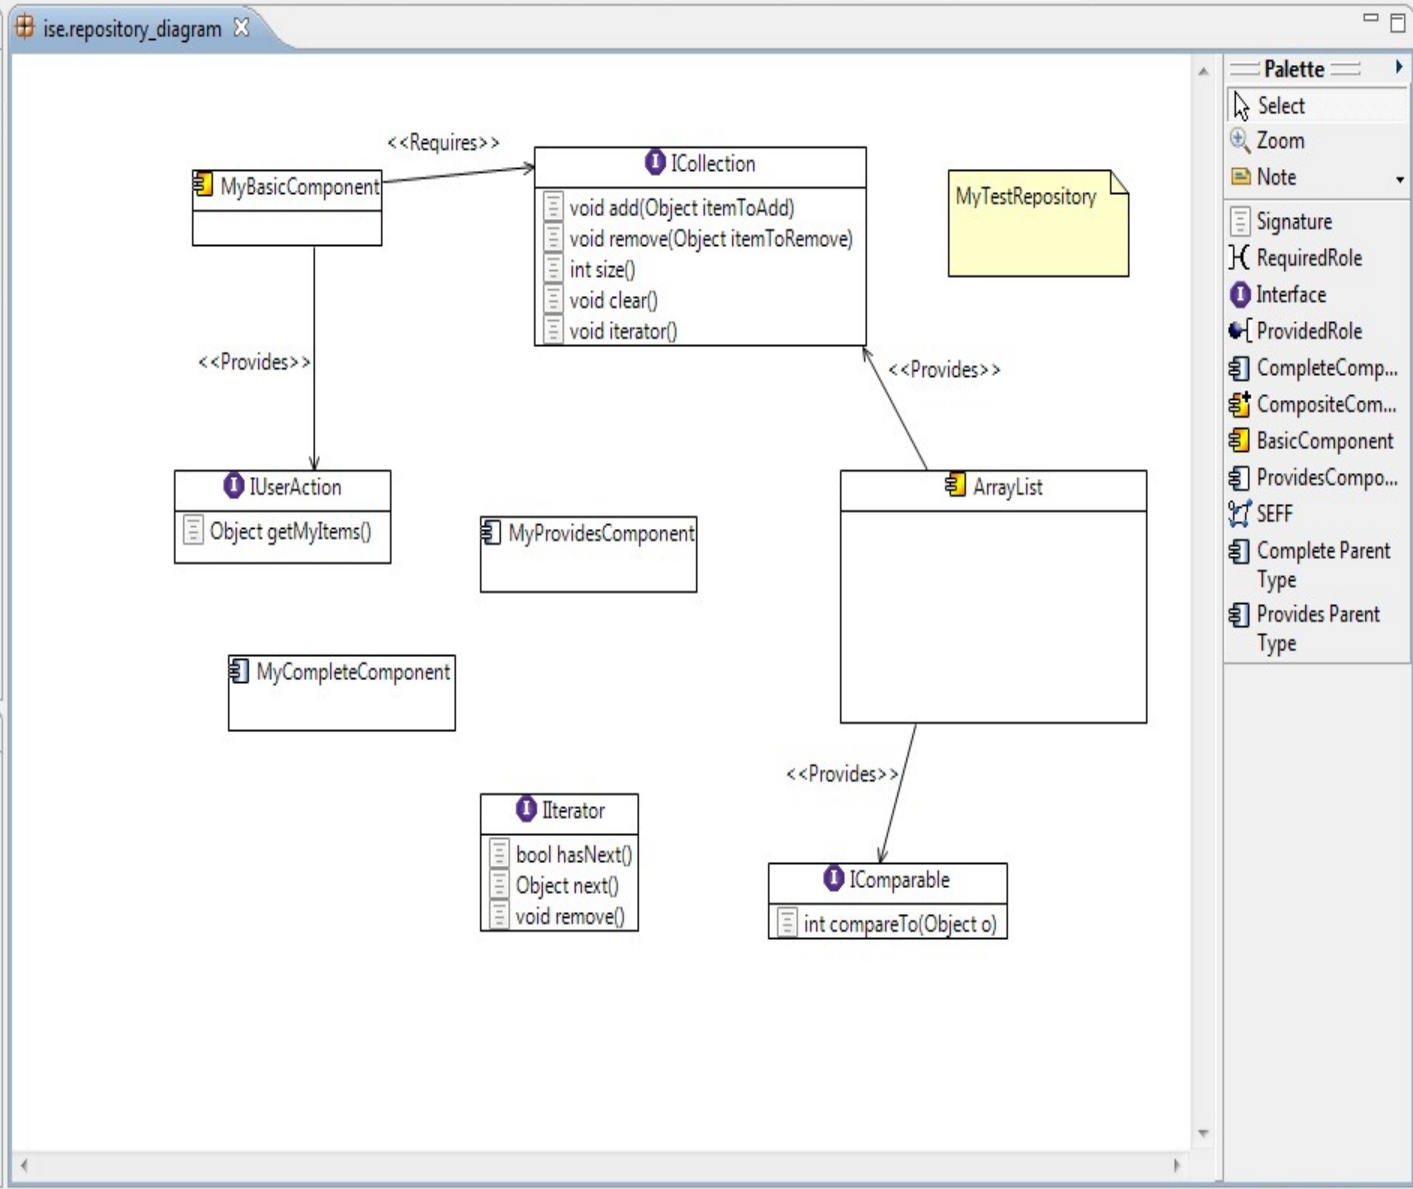 ise.repository_diagram
<<Requires>>
MyBasicComponent
ICollection
void add(Object itemToAdd)
void remove(Object itemToRemove)
int size()
void clear()
void iterator()
MyTestRepository
<<Provides>>
<<Provides>>
IUserAction
Object getMyItems()
MyProvidesComponent
ArrayList
MyCompleteComponent
<<Provides>>
IIterator
bool hasNext()
Object next()
void remove()
IComparable
int compareTo(Object o)
Palette
Select
Zoom
Note
Signature
RequiredRole
Interface
ProvidedRole
CompleteComp...
CompositeCom...
BasicComponent
ProvidesCompo...
SEFF
Complete Parent
Type
Provides Parent
Type